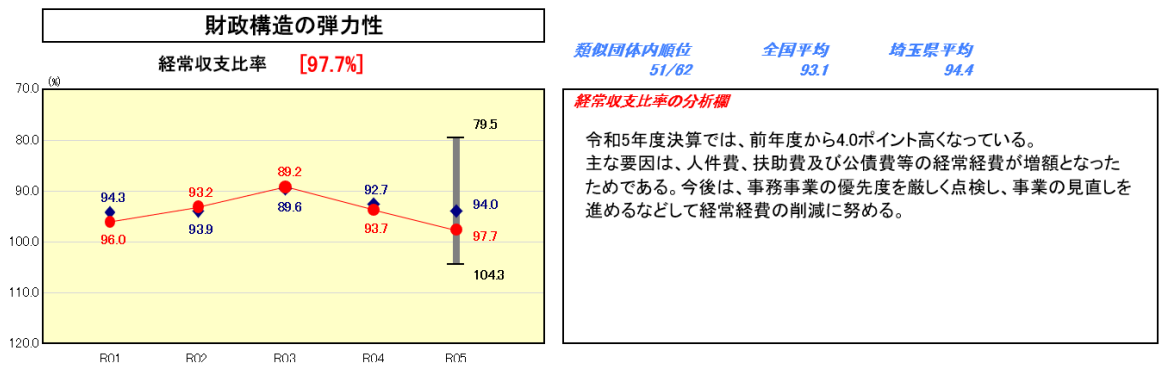 財政構造の弾力性
経常収支比率 [97.7%]
類似団体内順位 全国平均 埼玉県平均
51/62 93.1 94.4
(%)
70.0
80.0
90.0
100.0
110.0
120.0
94.3
96.0
93.2
93.9
89.2
89.6
92.7
93.7
79.5
94.0
97.7
104.3
R01 R02 R03 R04 R05
経常収支比率の分析欄
令和5年度決算では、前年度から4.0ポイント高くなっている。
主な要因は、人件費、扶助費及び公債費等の経常経費が増額となった
ためである。今後は、事務事業の優先度を厳しく点検し、事業の見直しを
進めるなどして経常経費の削減に努める。